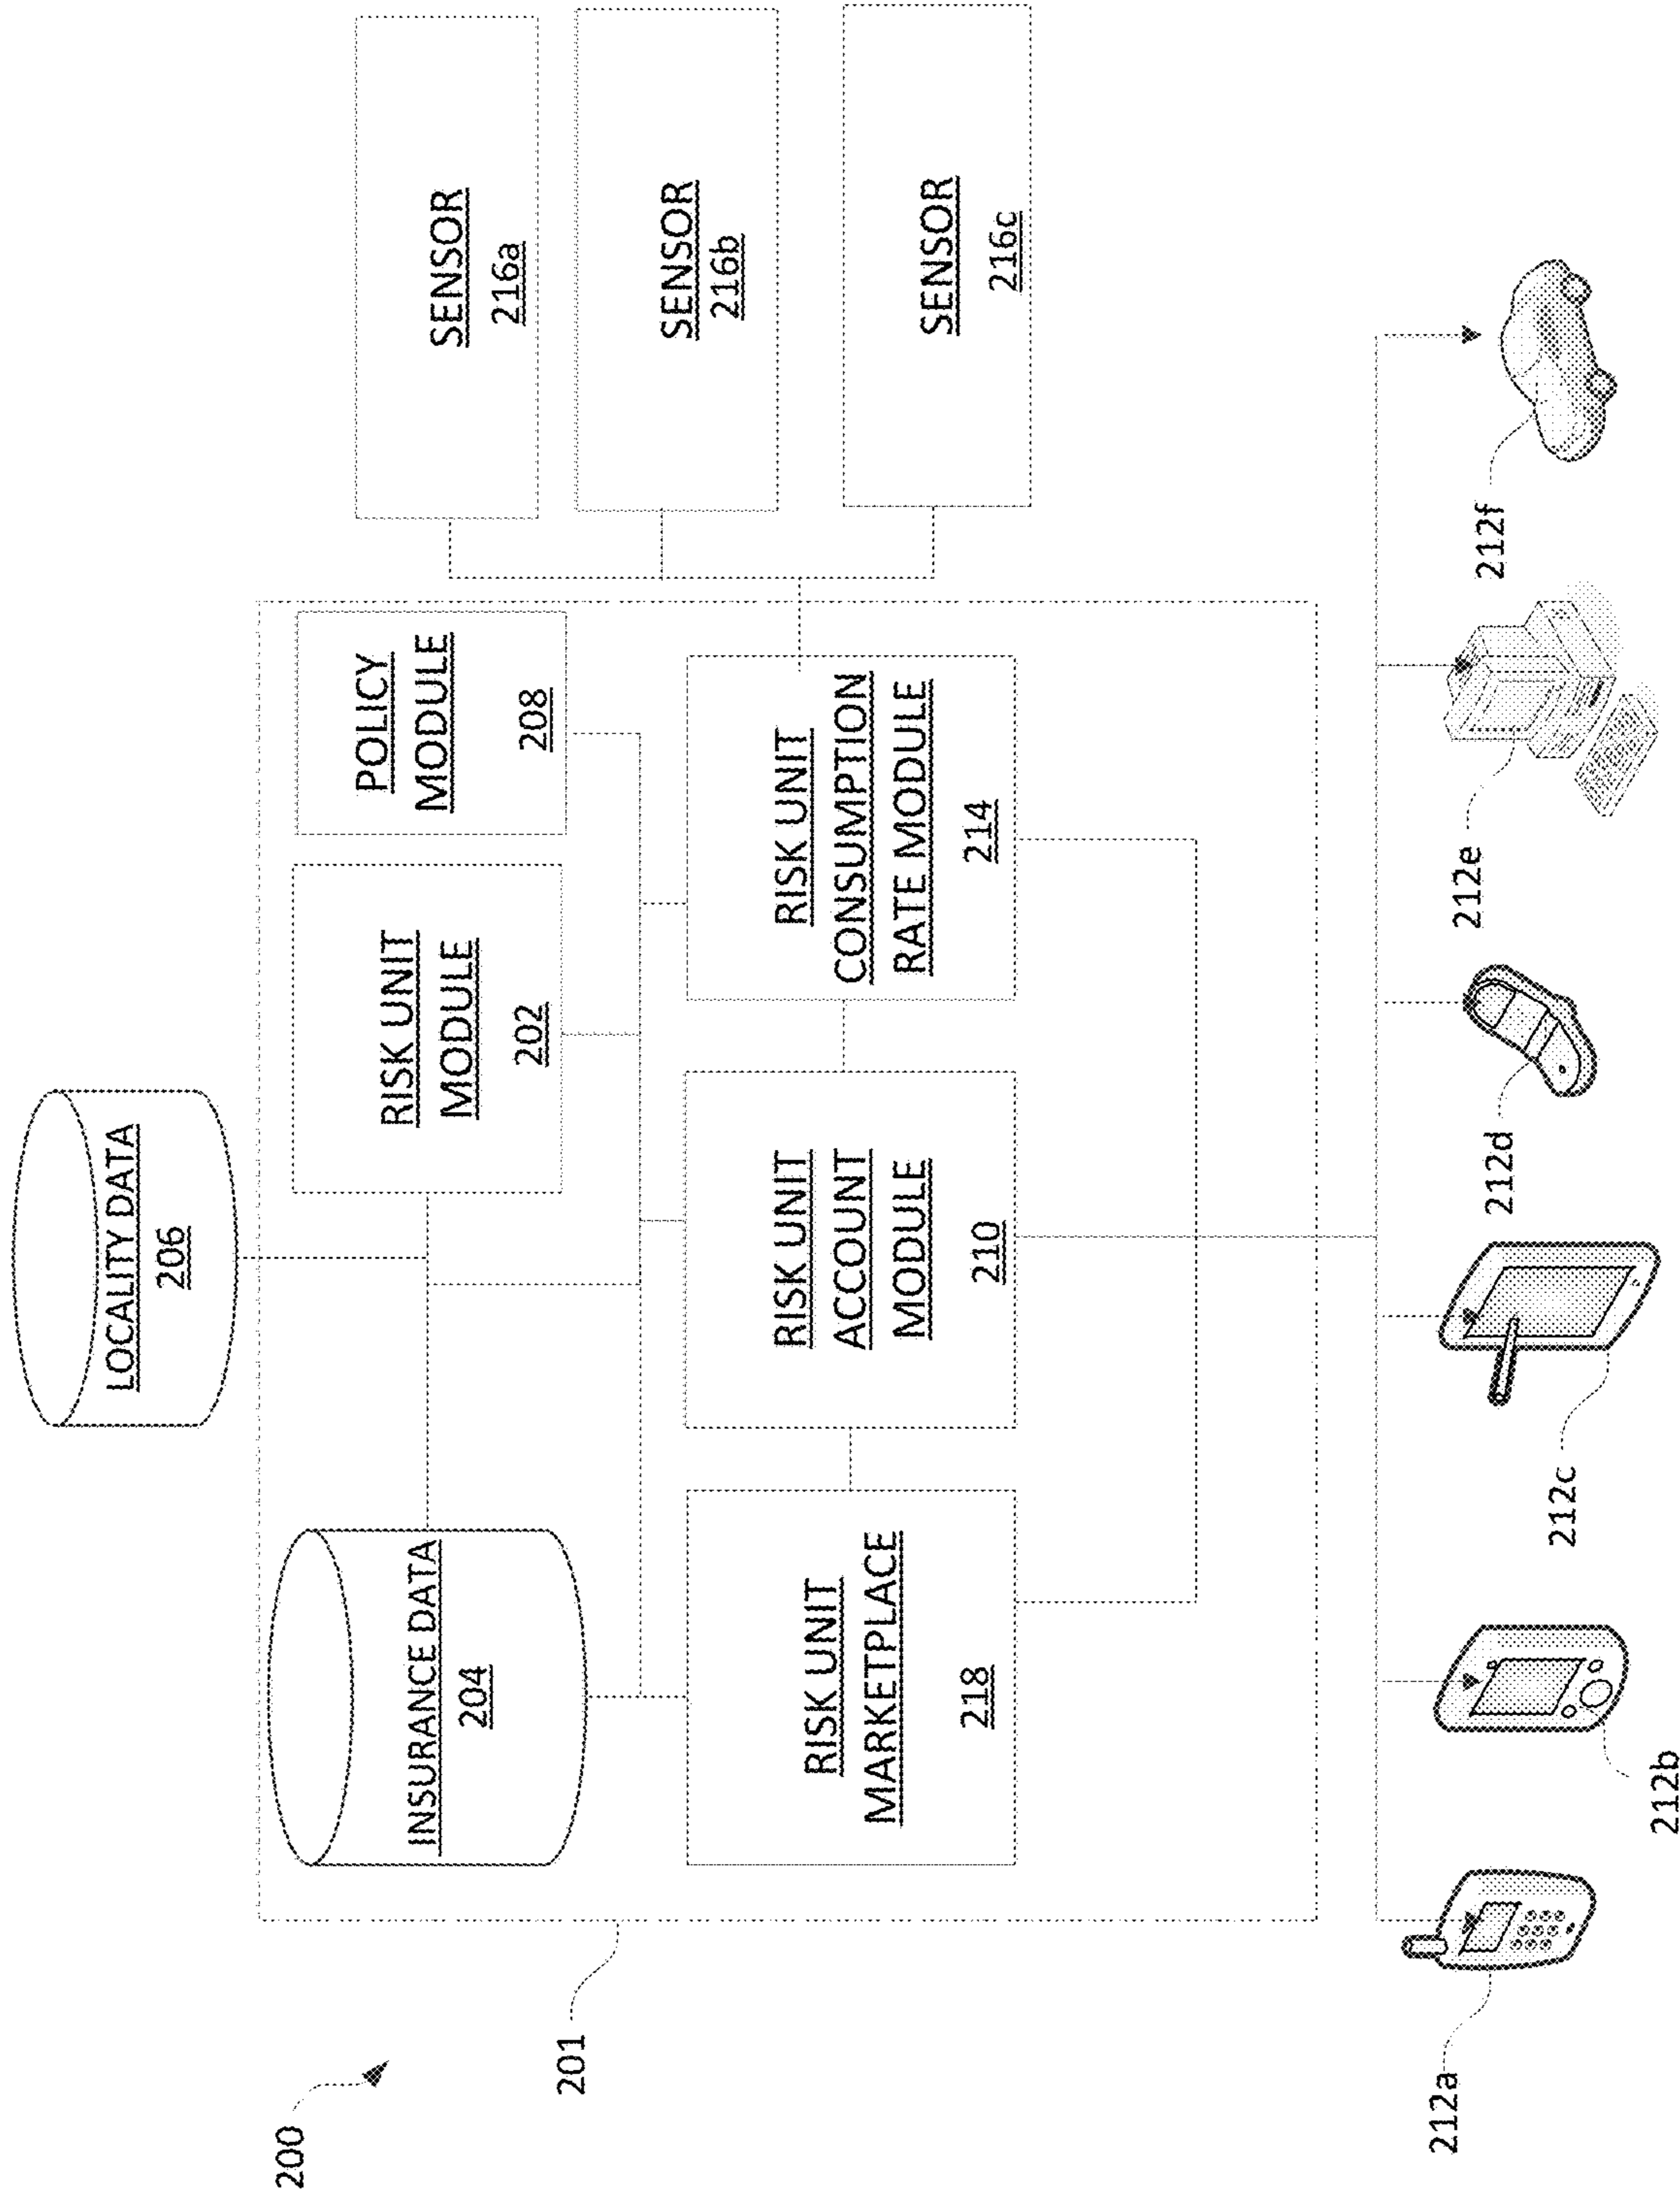 200
201
LOCALITY DATA
206
INSURANCE DATA
204
RISK UNIT
MODULE
202
POLICY
MODULE
208
RISK UNIT
MARKETPLACE
218
RISK UNIT
ACCOUNT
MODULE
210
RISK UNIT
CONSUMPTION
RATE MODULE
214
SENSOR
216a
SENSOR
216b
SENSOR
216c
212a
212b
212c
212d
212e
212f